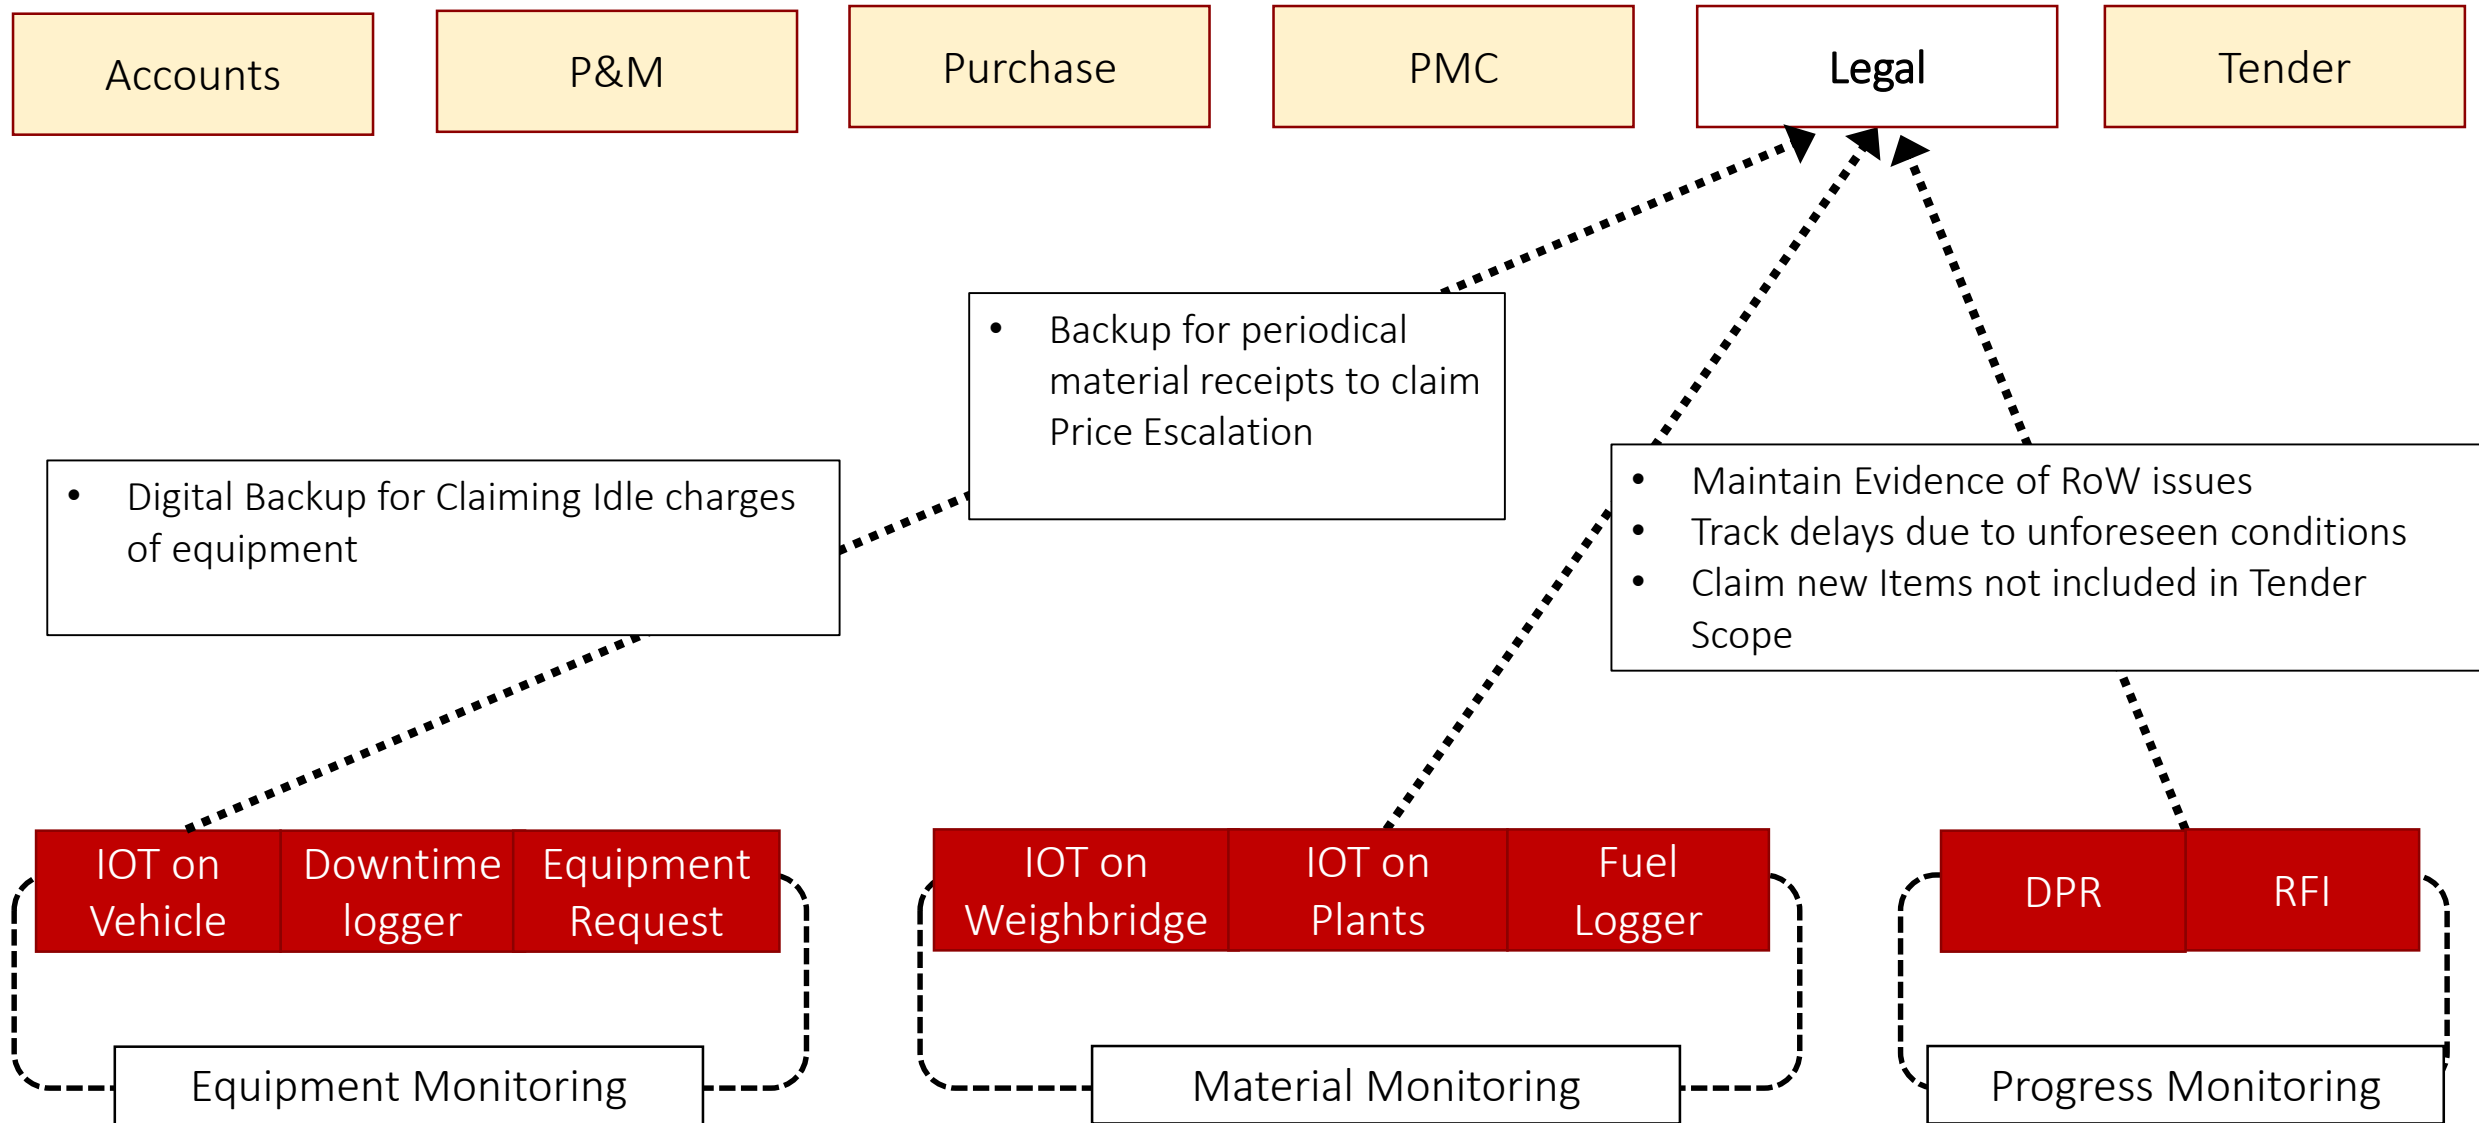 Accounts
P&M
Purchase
PMC
Legal
Tender
• Backup for periodical
material receipts to claim
Price Escalation
• Digital Backup for Claiming Idle charges
of equipment
• Maintain Evidence of RoW issues
• Track delays due to unforeseen conditions
• Claim new Items not included in Tender
Scope
IOT on
Vehicle
Downtime
logger
Equipment
Request
IOT on
Weighbridge
IOT on
Plants
Fuel
Logger
DPR
RFI
Equipment Monitoring
Material Monitoring
Progress Monitoring